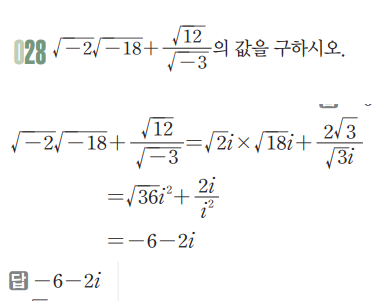 028 √−2√−18+√12/√−3의 값을 구하시오.
√−2√−18+√12/√−3=√2i×√18i+2√3/√3i
=√36i²+2i/i²
=−6−2i
답 −6−2i